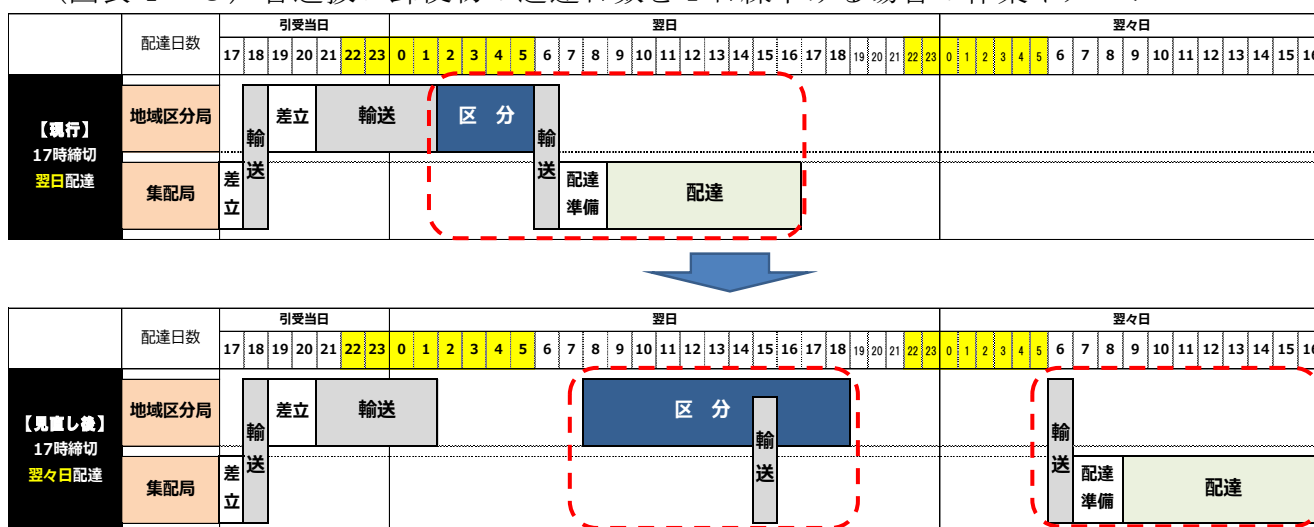 配達日数
引受当日
翌日
翌々日
17 18 19 20 21 22 23 0 1 2 3 4 5 6 7 8 9 10 11 12 13 14 15 16 17 18 19 20 21 22 23 0 1 2 3 4 5 6 7 8 9 10 11 12 13 14 15
【現行】
17時締切
翌日配達
地域区分局
集配局
差立
輸送
差立
輸送
区 分
輸送
配達
準備
配達
配達日数
引受当日
翌日
翌々日
17 18 19 20 21 22 23 0 1 2 3 4 5 6 7 8 9 10 11 12 13 14 15 16 17 18 19 20 21 22 23 0 1 2 3 4 5 6 7 8 9 10 11 12 13 14 15
【見直し後】
17時締切
翌々日配達
地域区分局
集配局
差立
輸送
差立
輸送
区 分
輸送
輸送
配達
準備
配達